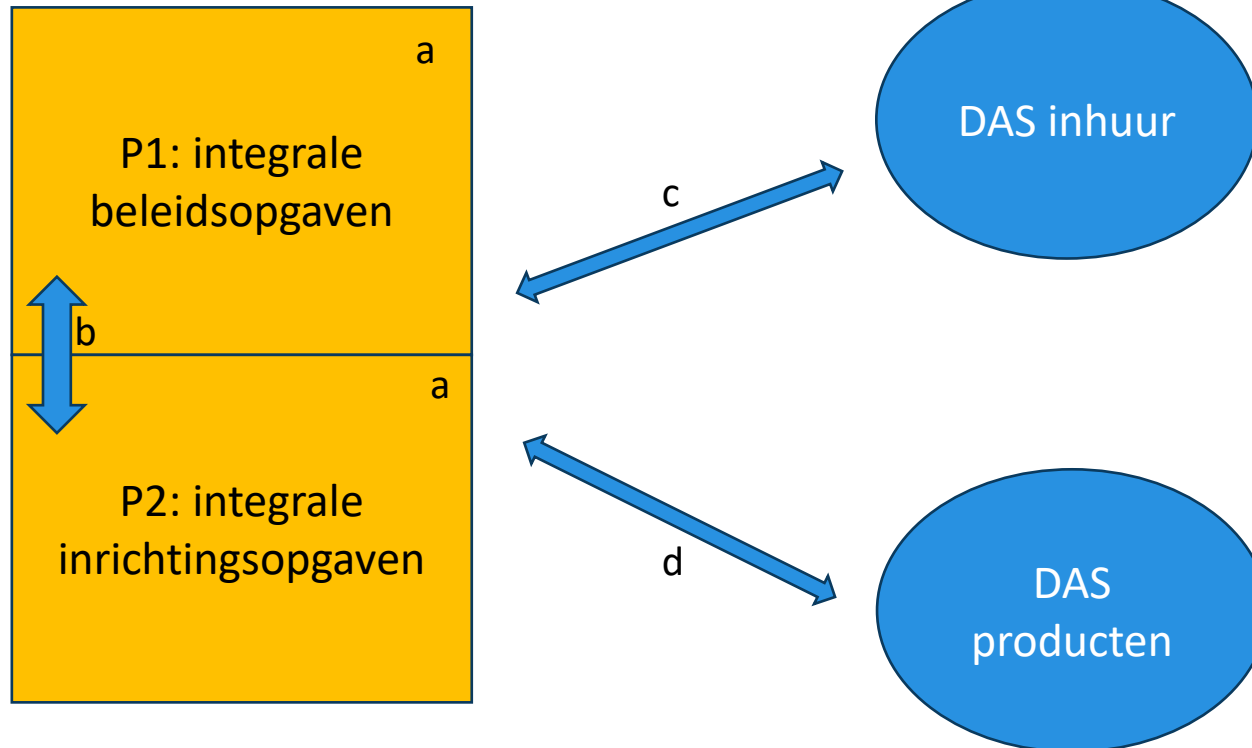 a
P1: integrale
beleidsopgaven
b
a
P2: integrale
inrichtingsopgaven
c
d
DAS inhuur
DAS
producten